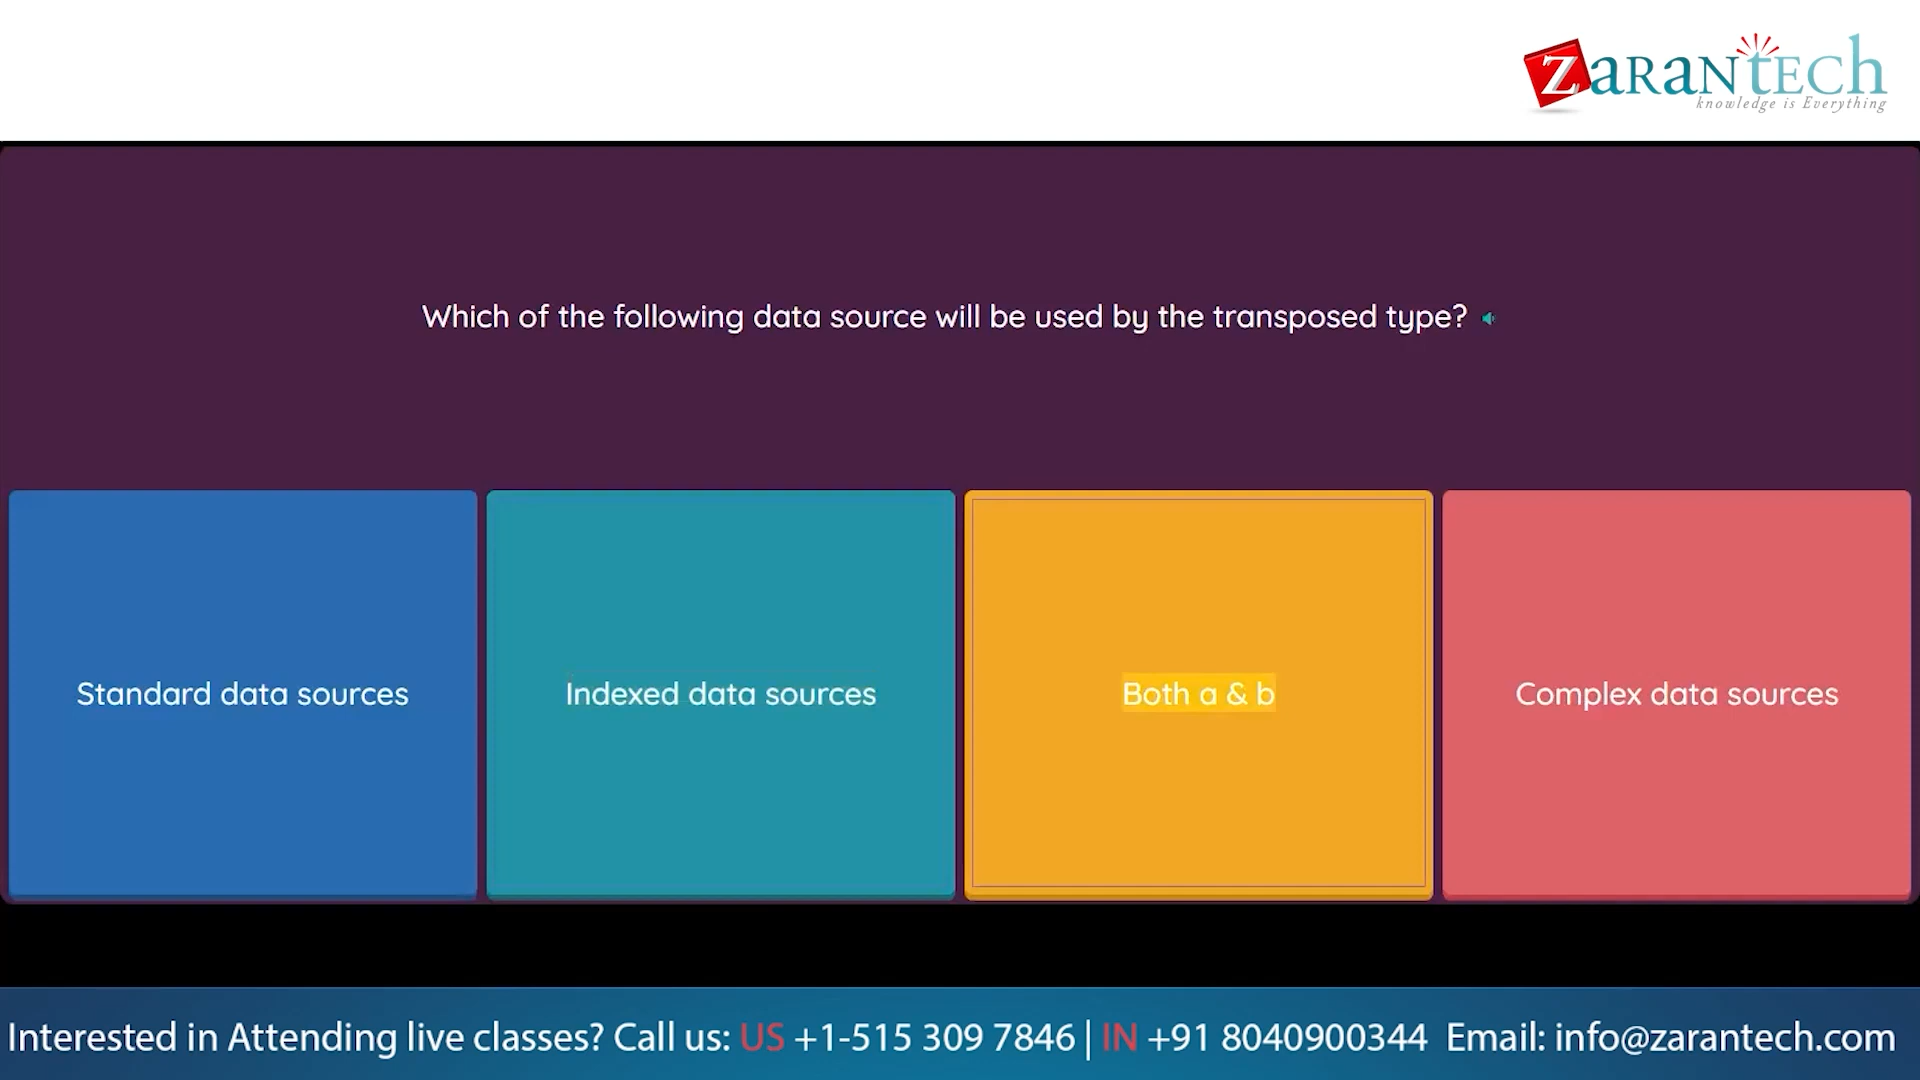 ZaranTech
knowledge is Everything
Which of the following data source will be used by the transposed type?
Standard data sources
Indexed data sources
Both a & b
Complex data sources
Interested in Attending live classes? Call us: US +1-515 309 7846 | IN +91 8040900344 Email: info@zarantech.com